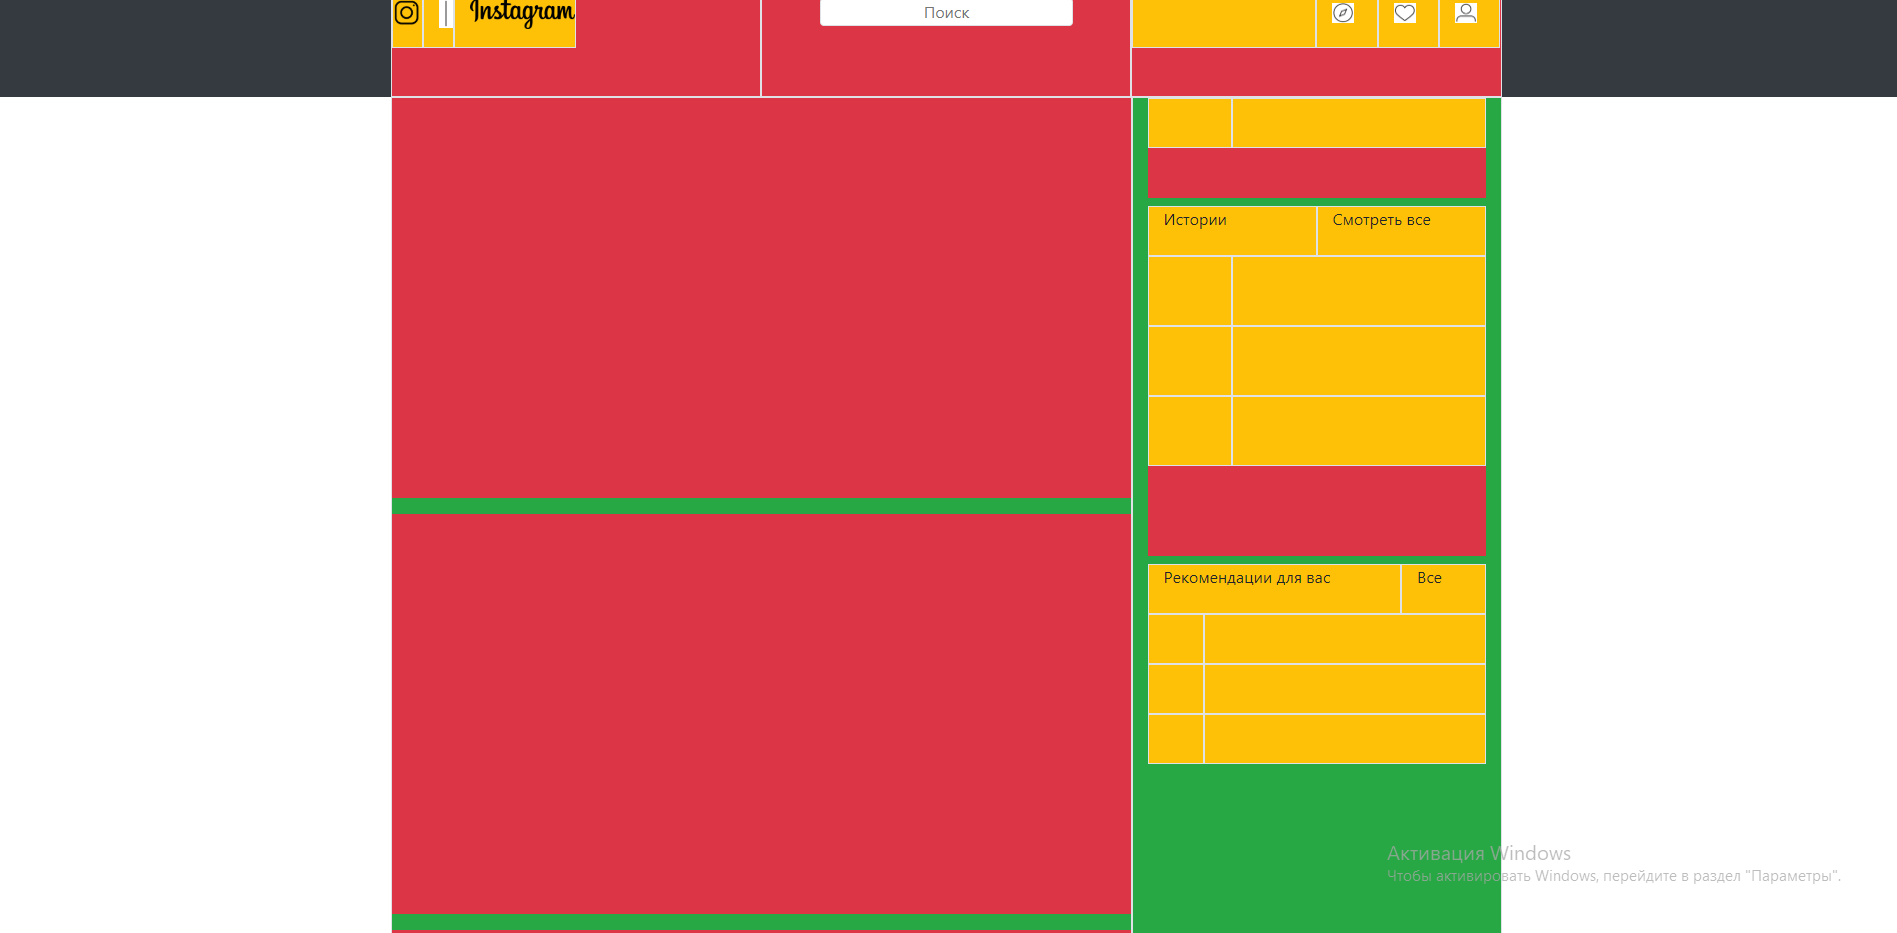 Instagram
Поиск
Истории
Смотреть все
Рекомендации для вас
Все
Активация Windows
Чтобы активировать Windows, перейдите в раздел "Параметры".